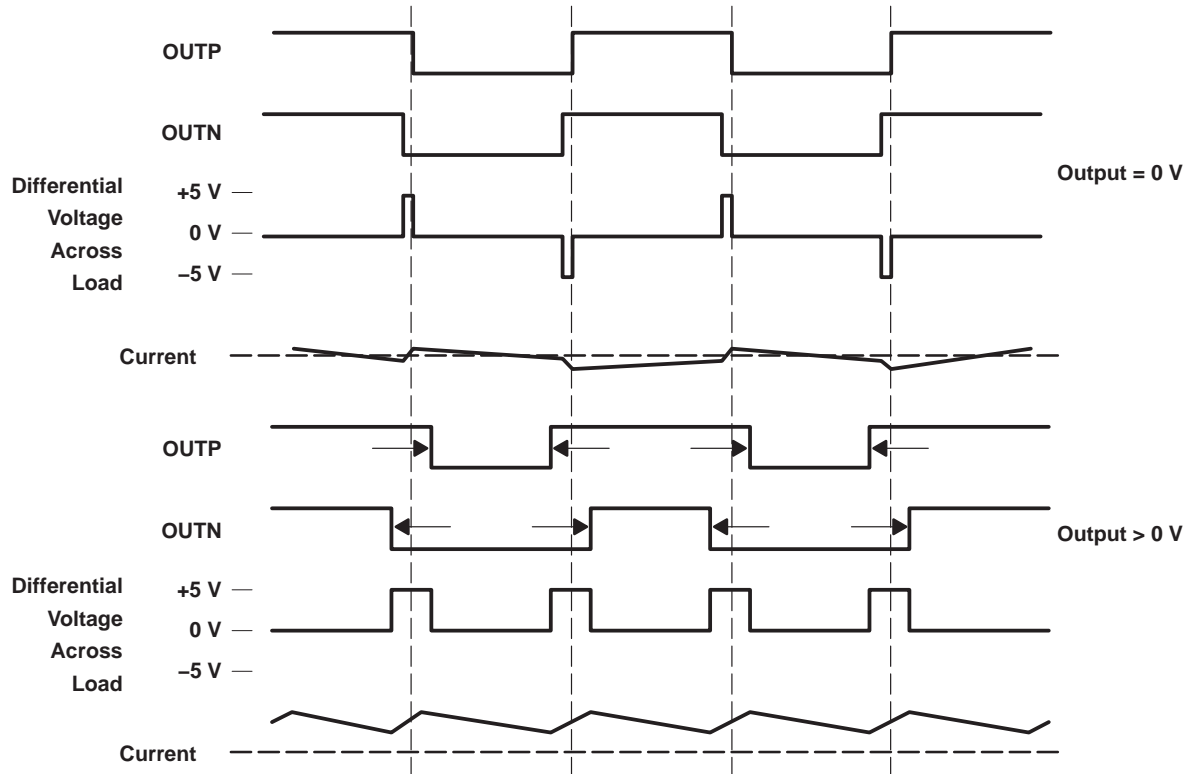 OUTP
OUTN
Output = 0 V
Differential
Voltage
Across
Load
+5 V
0 V
−5 V
Current
OUTP
OUTN
Output > 0 V
Differential
Voltage
Across
Load
+5 V
0 V
−5 V
Current